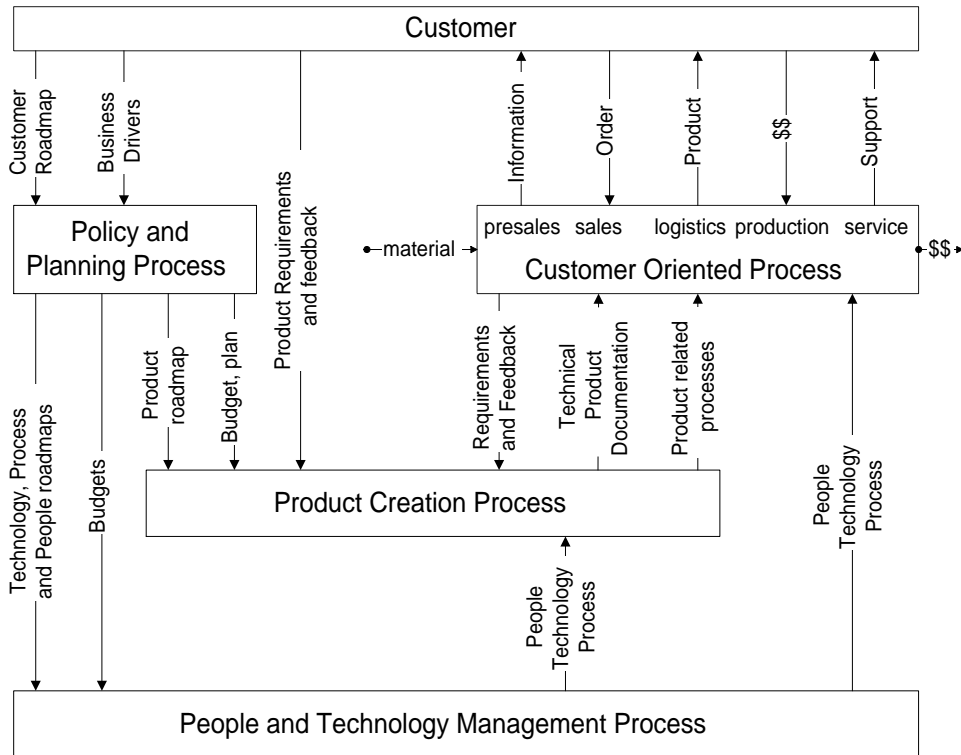 Customer
Customer
Roadmap
Business
Drivers
Product Requirements
and feedback
Information
Order
Product
$$
Support
Policy and
Planning Process
material
presales sales logistics production service
Customer Oriented Process
$$
Technology, Process
and People roadmaps
Budgets
Product
roadmap
Budget, plan
Requirements
and Feedback
Technical
Product
Documentation
Product related
processes
People
Technology
Process
Product Creation Process
People
Technology
Process
People and Technology Management Process